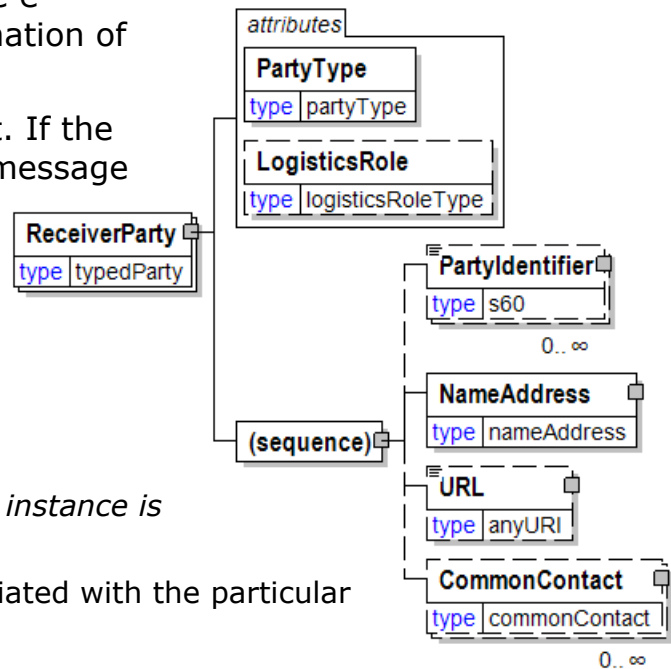 nation of
t. If the
message
instance is
iated with the particular
attributes
PartyType
type partyType
LogisticsRole
type logisticsRoleType
ReceiverParty
type typedParty
(sequence)
PartyIdentifier
type s60
0.. ∞
NameAddress
type nameAddress
URL
type anyURI
CommonContact
type commonContact
0.. ∞